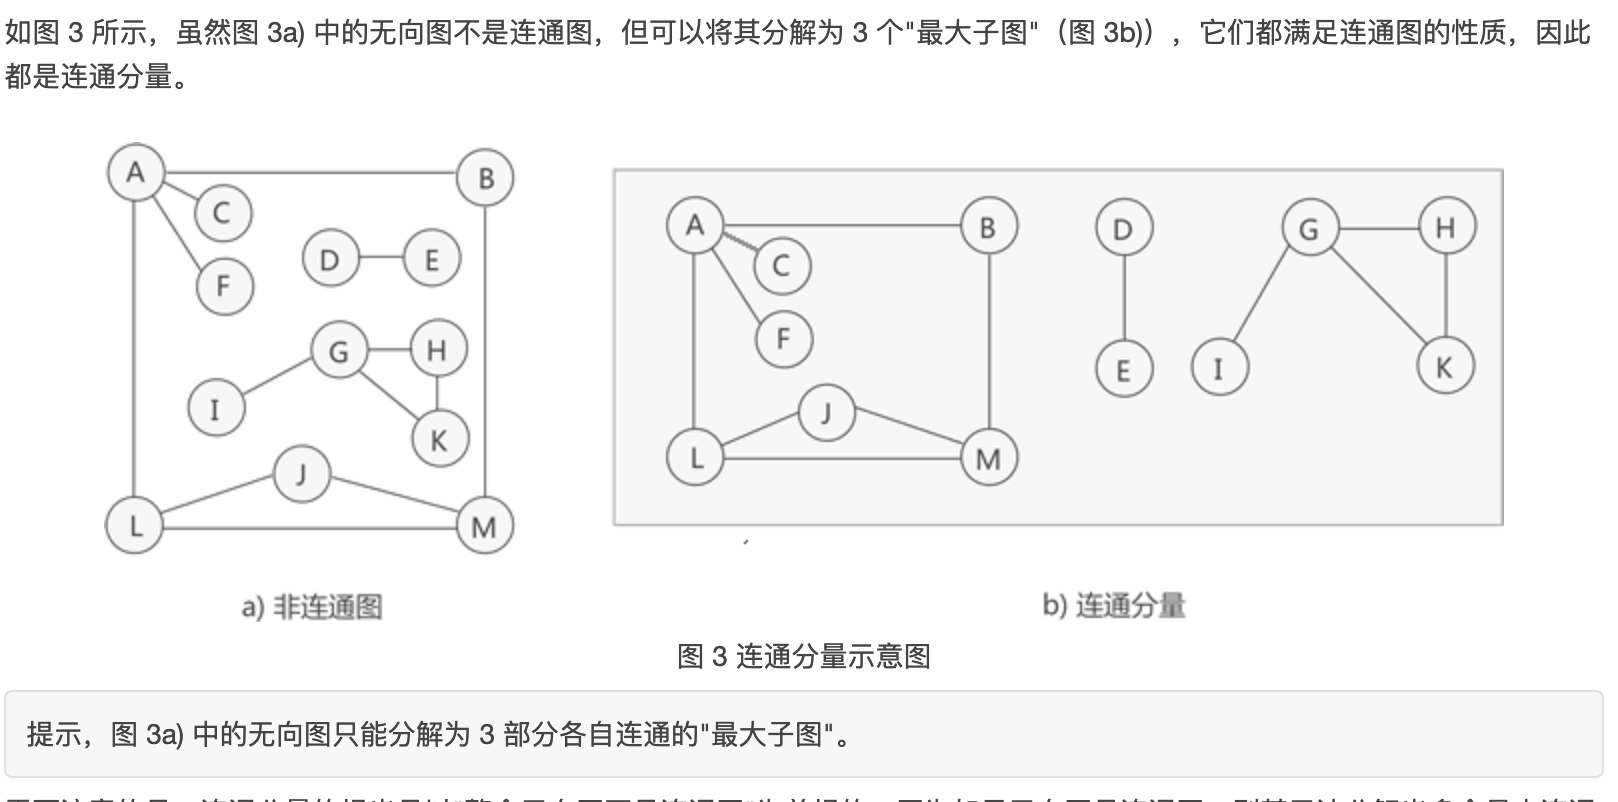 如图 3 所示，虽然图 3a) 中的无向图不是连通图，但可以将其分解为 3 个"最大子图"（图 3b)），它们都满足连通图的性质，因此
都是连通分量。
A
B
C
D
E
F
G
H
I
K
J
L
M
a) 非连通图
A
B
C
F
J
L
M
D
E
G
H
I
K
b) 连通分量
图 3 连通分量示意图
提示，图 3a) 中的无向图只能分解为 3 部分各自连通的"最大子图"。